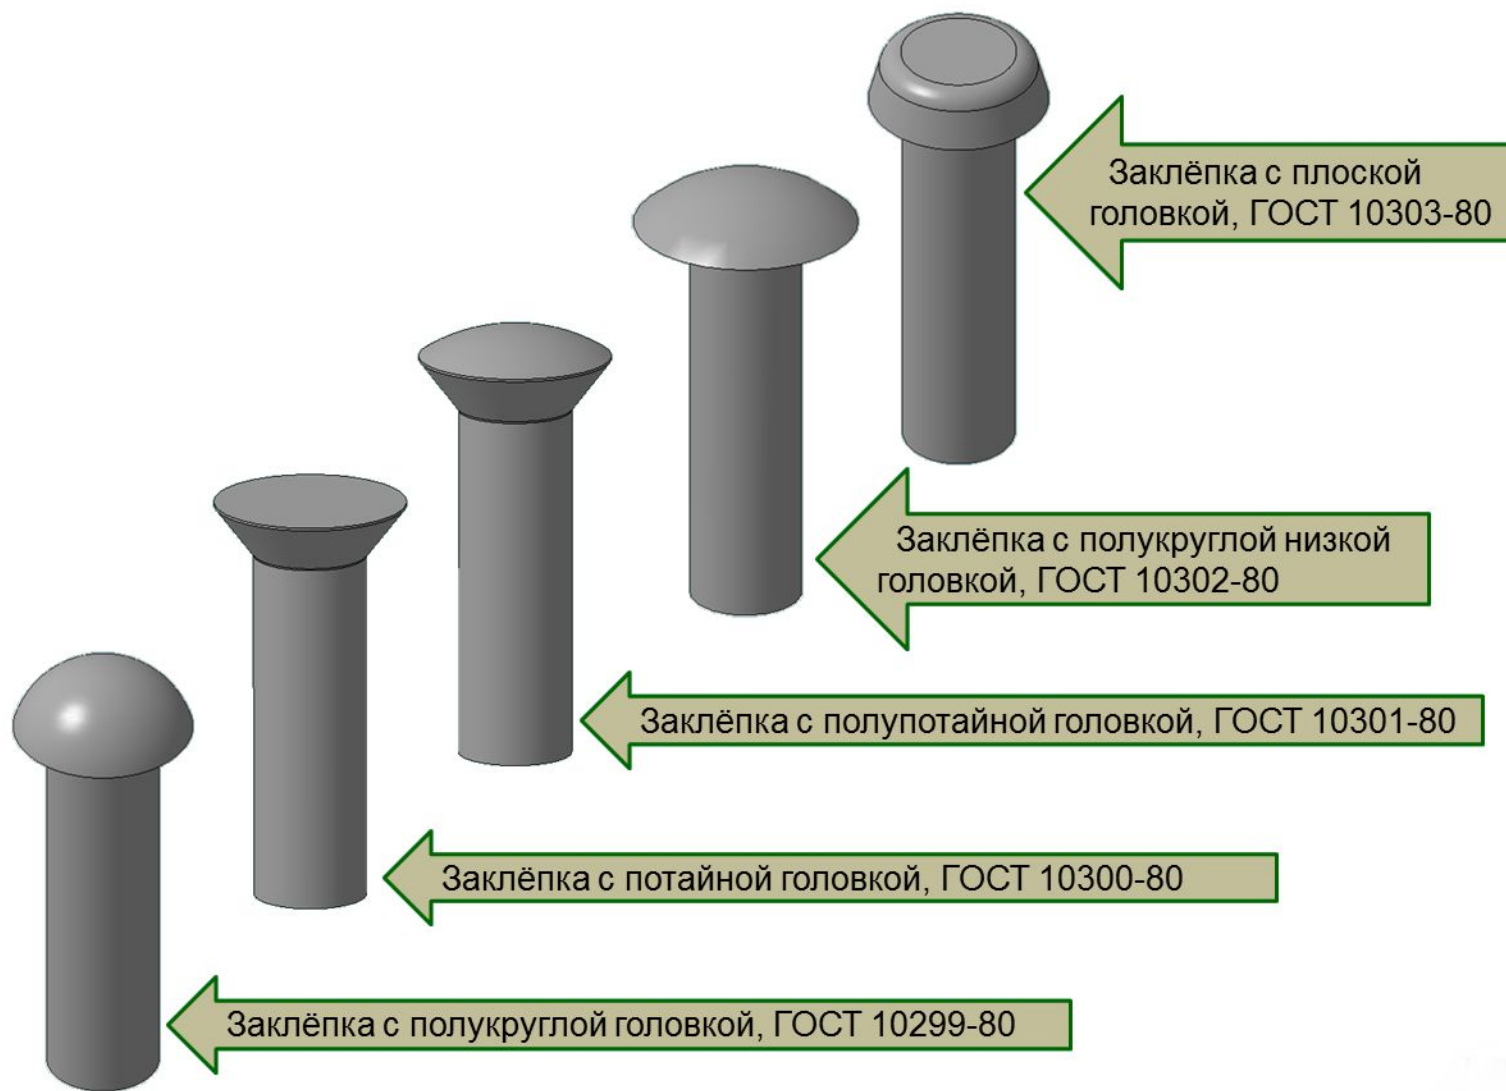 Заклёпка с плоской
головкой, ГОСТ 10303-80
Заклёпка с полукруглой низкой
головкой, ГОСТ 10302-80
Заклёпка с полупотайной головкой, ГОСТ 10301-80
Заклёпка с потайной головкой, ГОСТ 10300-80
Заклёпка с полукруглой головкой, ГОСТ 10299-80